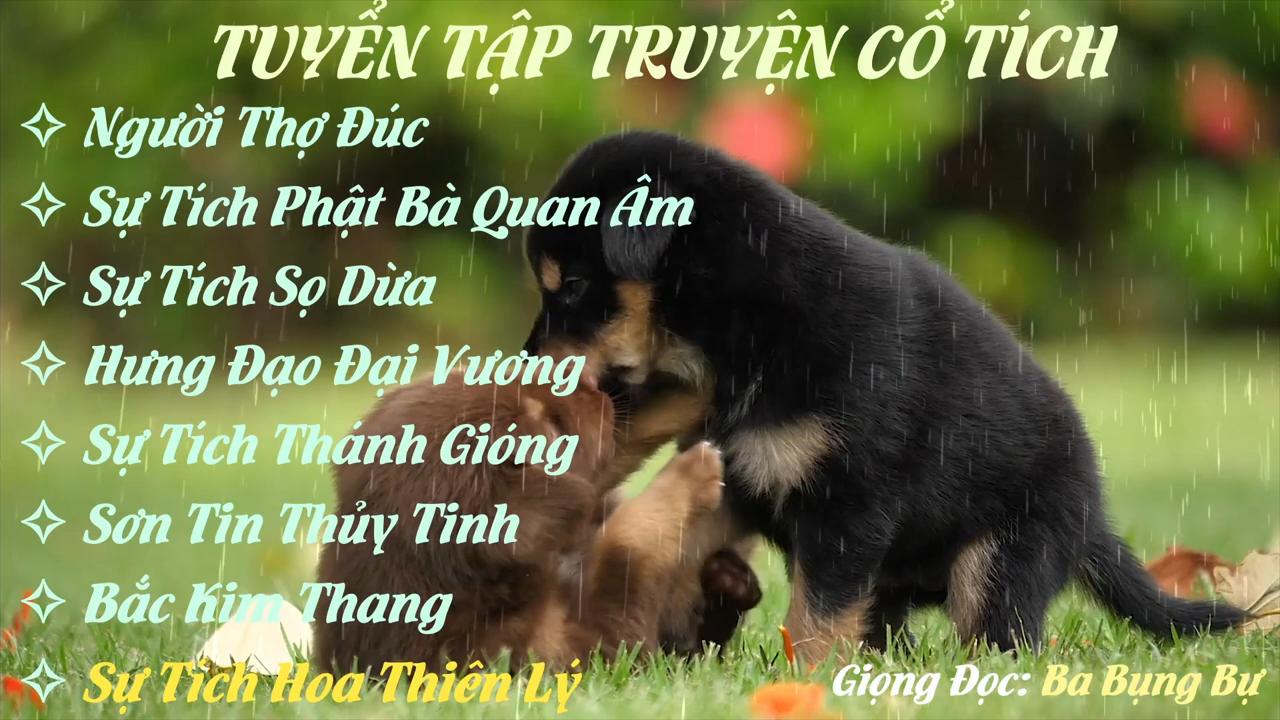 TUYỂN TẬP TRUYỆN CỔ TÍCH
Người Thợ Đúc
Sự Tích Phật Bà Quan Âm
Sự Tích Sọ Dừa
Hưng Đạo Đại Vương
Sự Tích Thánh Gióng
Sơn Tin Thủy Tinh
Bắc Kim Thang
Sự Tích Hoa Thiên Lý
Giọng Đọc: Ba Bụng Bự